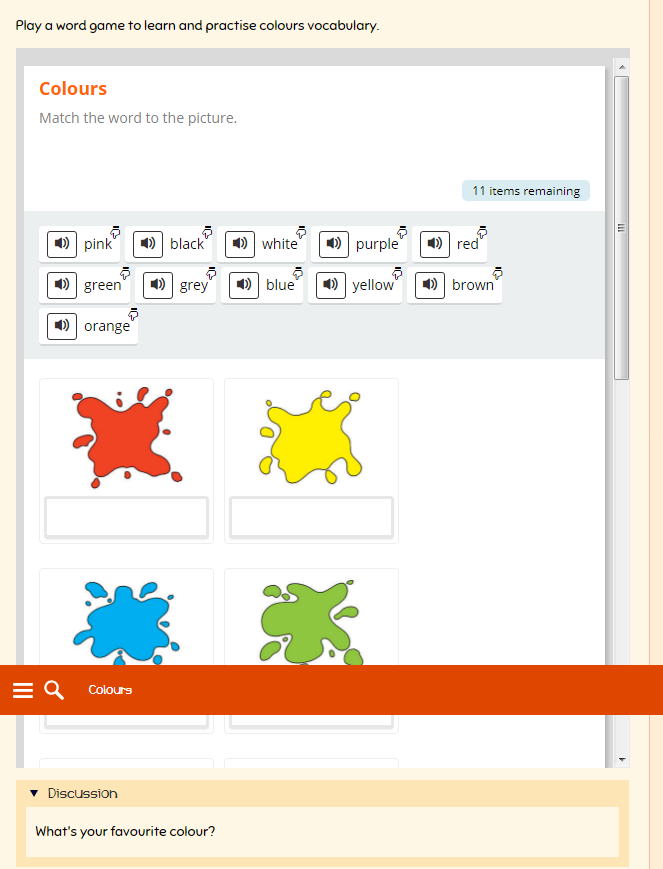 Play a word game to learn and practise colours vocabulary.
Colours
Match the word to the picture.
11 items remaining
pink black white purple red
green grey blue yellow brown
orange
Colours
Discussion
What's your favourite colour?